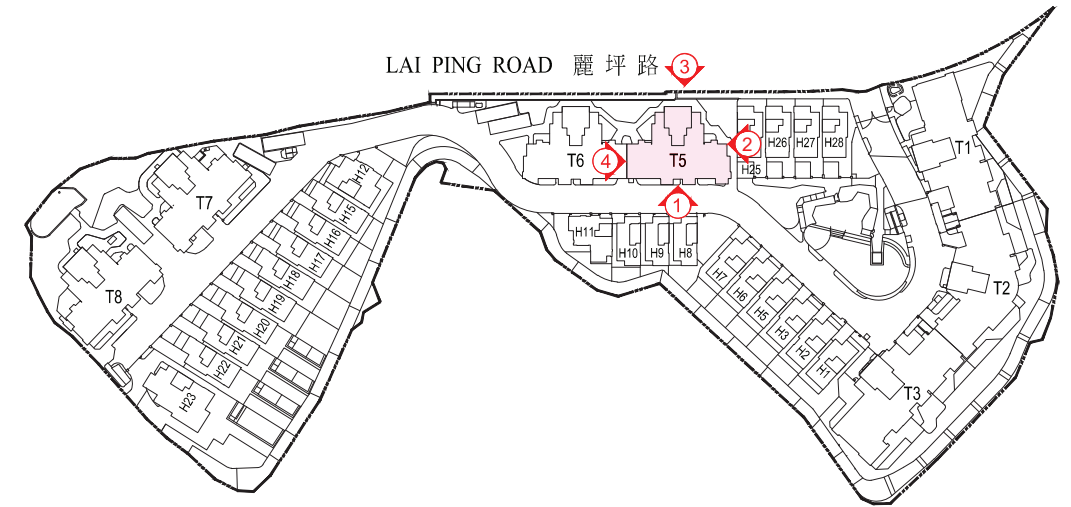 LAI PING ROAD 麗坪路
3
2
4
1
T6
T5
H25
H26
H27
H28
T1
T7
H12
H15
H16
H17
H18
H19
H20
H21
H22
H23
T8
H11
H10
H9
H8
H7
H6
H5
H3
H2
H1
T2
T3